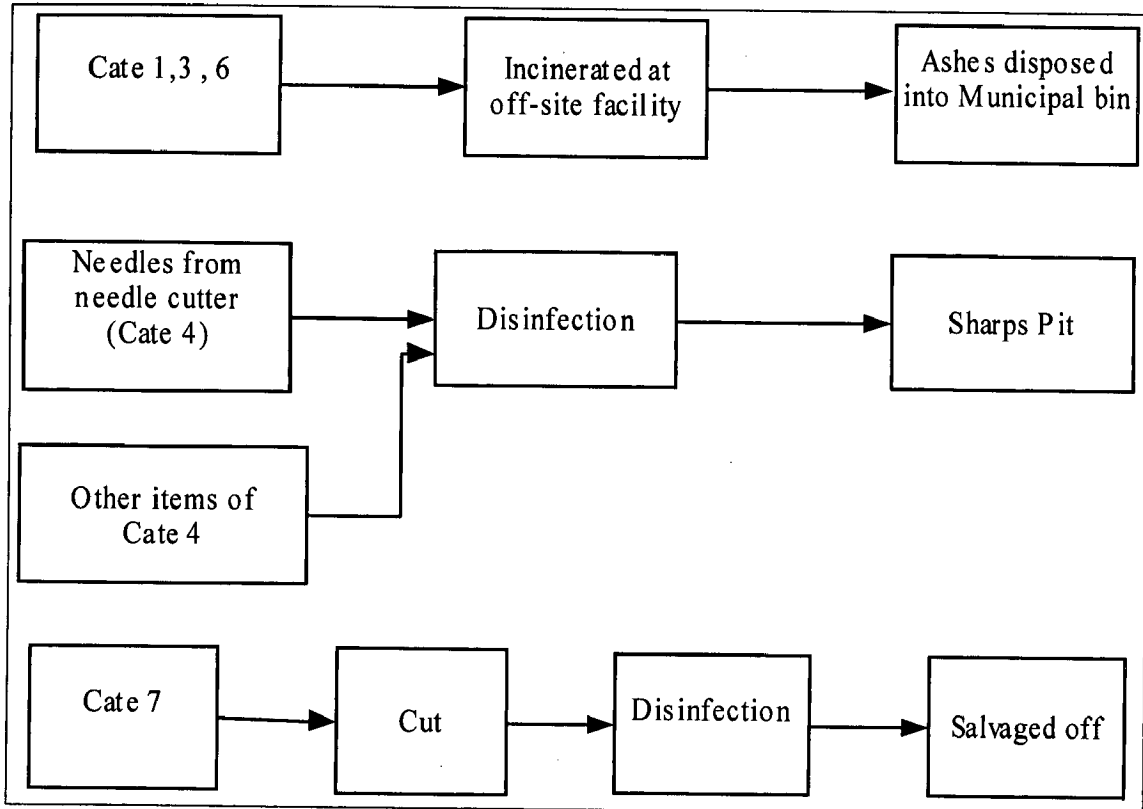 Cate 1,3 , 6
Incinerated at
off-site facility
Ashes disposed
into Municipal bin
Needles from
needle cutter
(Cate 4)
Disinfection
Sharps Pit
Other items of
Cate 4
Cate 7
Cut
Disinfection
Salvaged off